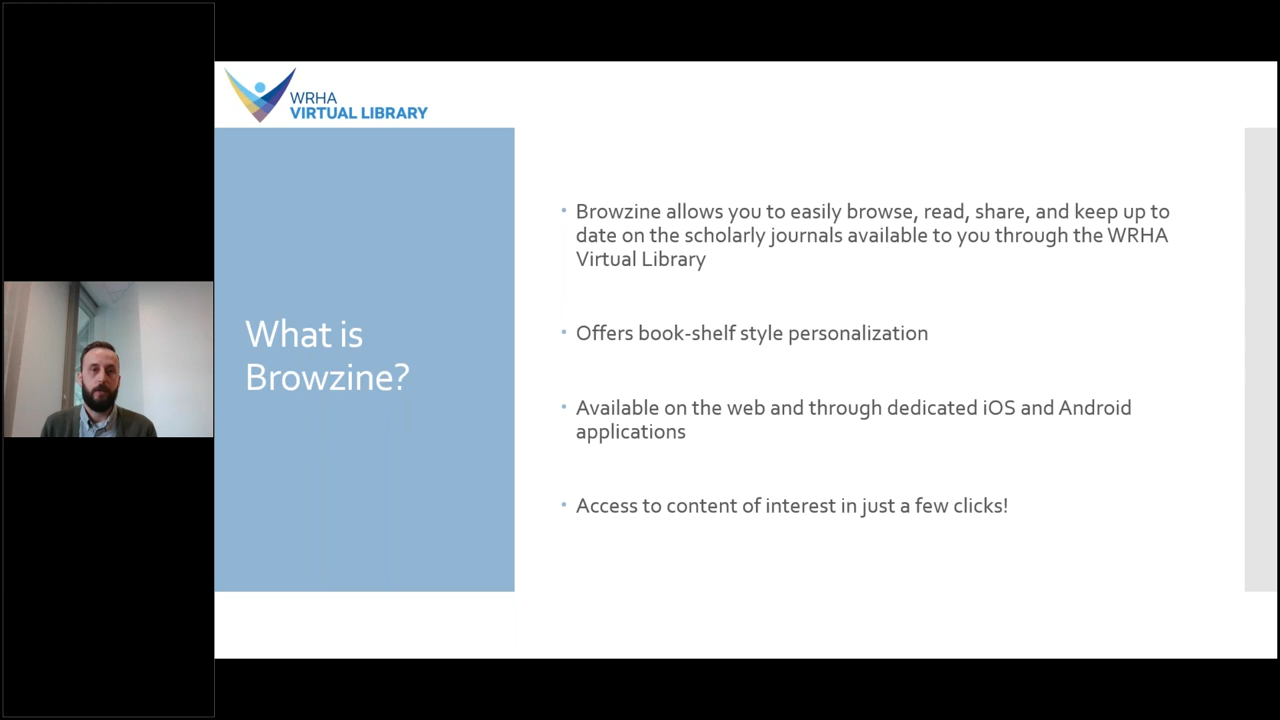 WRHA
VIRTUAL LIBRARY
What is
Browzine?
• Browzine allows you to easily browse, read, share, and keep up to
date on the scholarly journals available to you through the WRHA
Virtual Library
• Offers book-shelf style personalization
• Available on the web and through dedicated iOS and Android
applications
• Access to content of interest in just a few clicks!